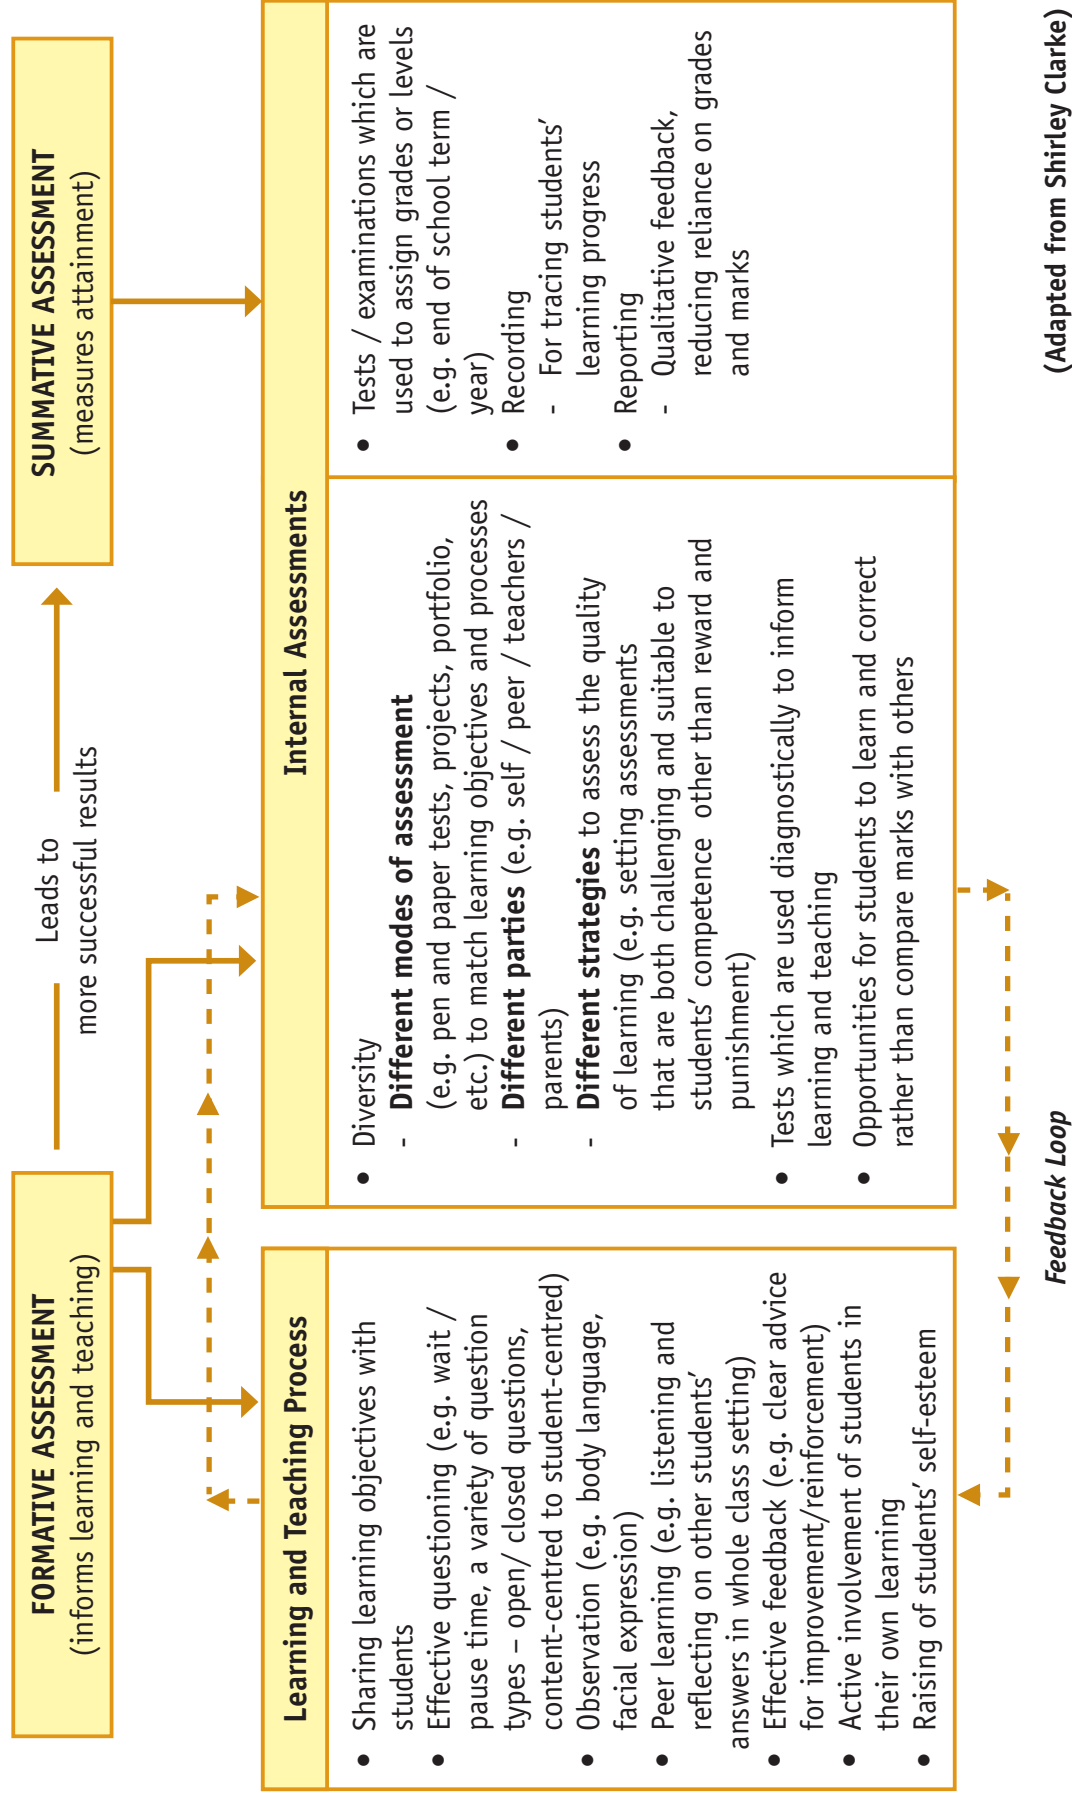 FORMATIVE ASSESSMENT
(informs learning and teaching)
Leads to
more successful results
SUMMATIVE ASSESSMENT
(measures attainment)
Learning and Teaching Process
● Sharing learning objectives with
students
● Effective questioning (e.g. wait /
pause time, a variety of question
types – open/ closed questions,
content-centred to student-centred)
● Observation (e.g. body language,
facial expression)
● Peer learning (e.g. listening and
reflecting on other students’
answers in whole class setting)
● Effective feedback (e.g. clear advice
for improvement/reinforcement)
● Active involvement of students in
their own learning
● Raising of students’ self-esteem
Internal Assessments
● Diversity
- Different modes of assessment
(e.g. pen and paper tests, projects, portfolio,
etc.) to match learning objectives and processes
- Different parties (e.g. self / peer / teachers /
parents)
- Different strategies to assess the quality
of learning (e.g. setting assessments
that are both challenging and suitable to
students’ competence other than reward and
punishment)
● Tests which are used diagnostically to inform
learning and teaching
● Opportunities for students to learn and correct
rather than compare marks with others
● Tests / examinations which are
used to assign grades or levels
(e.g. end of school term /
year)
● Recording
- For tracing students’
learning progress
● Reporting
- Qualitative feedback,
reducing reliance on grades
and marks
Feedback Loop
(Adapted from Shirley Clarke)